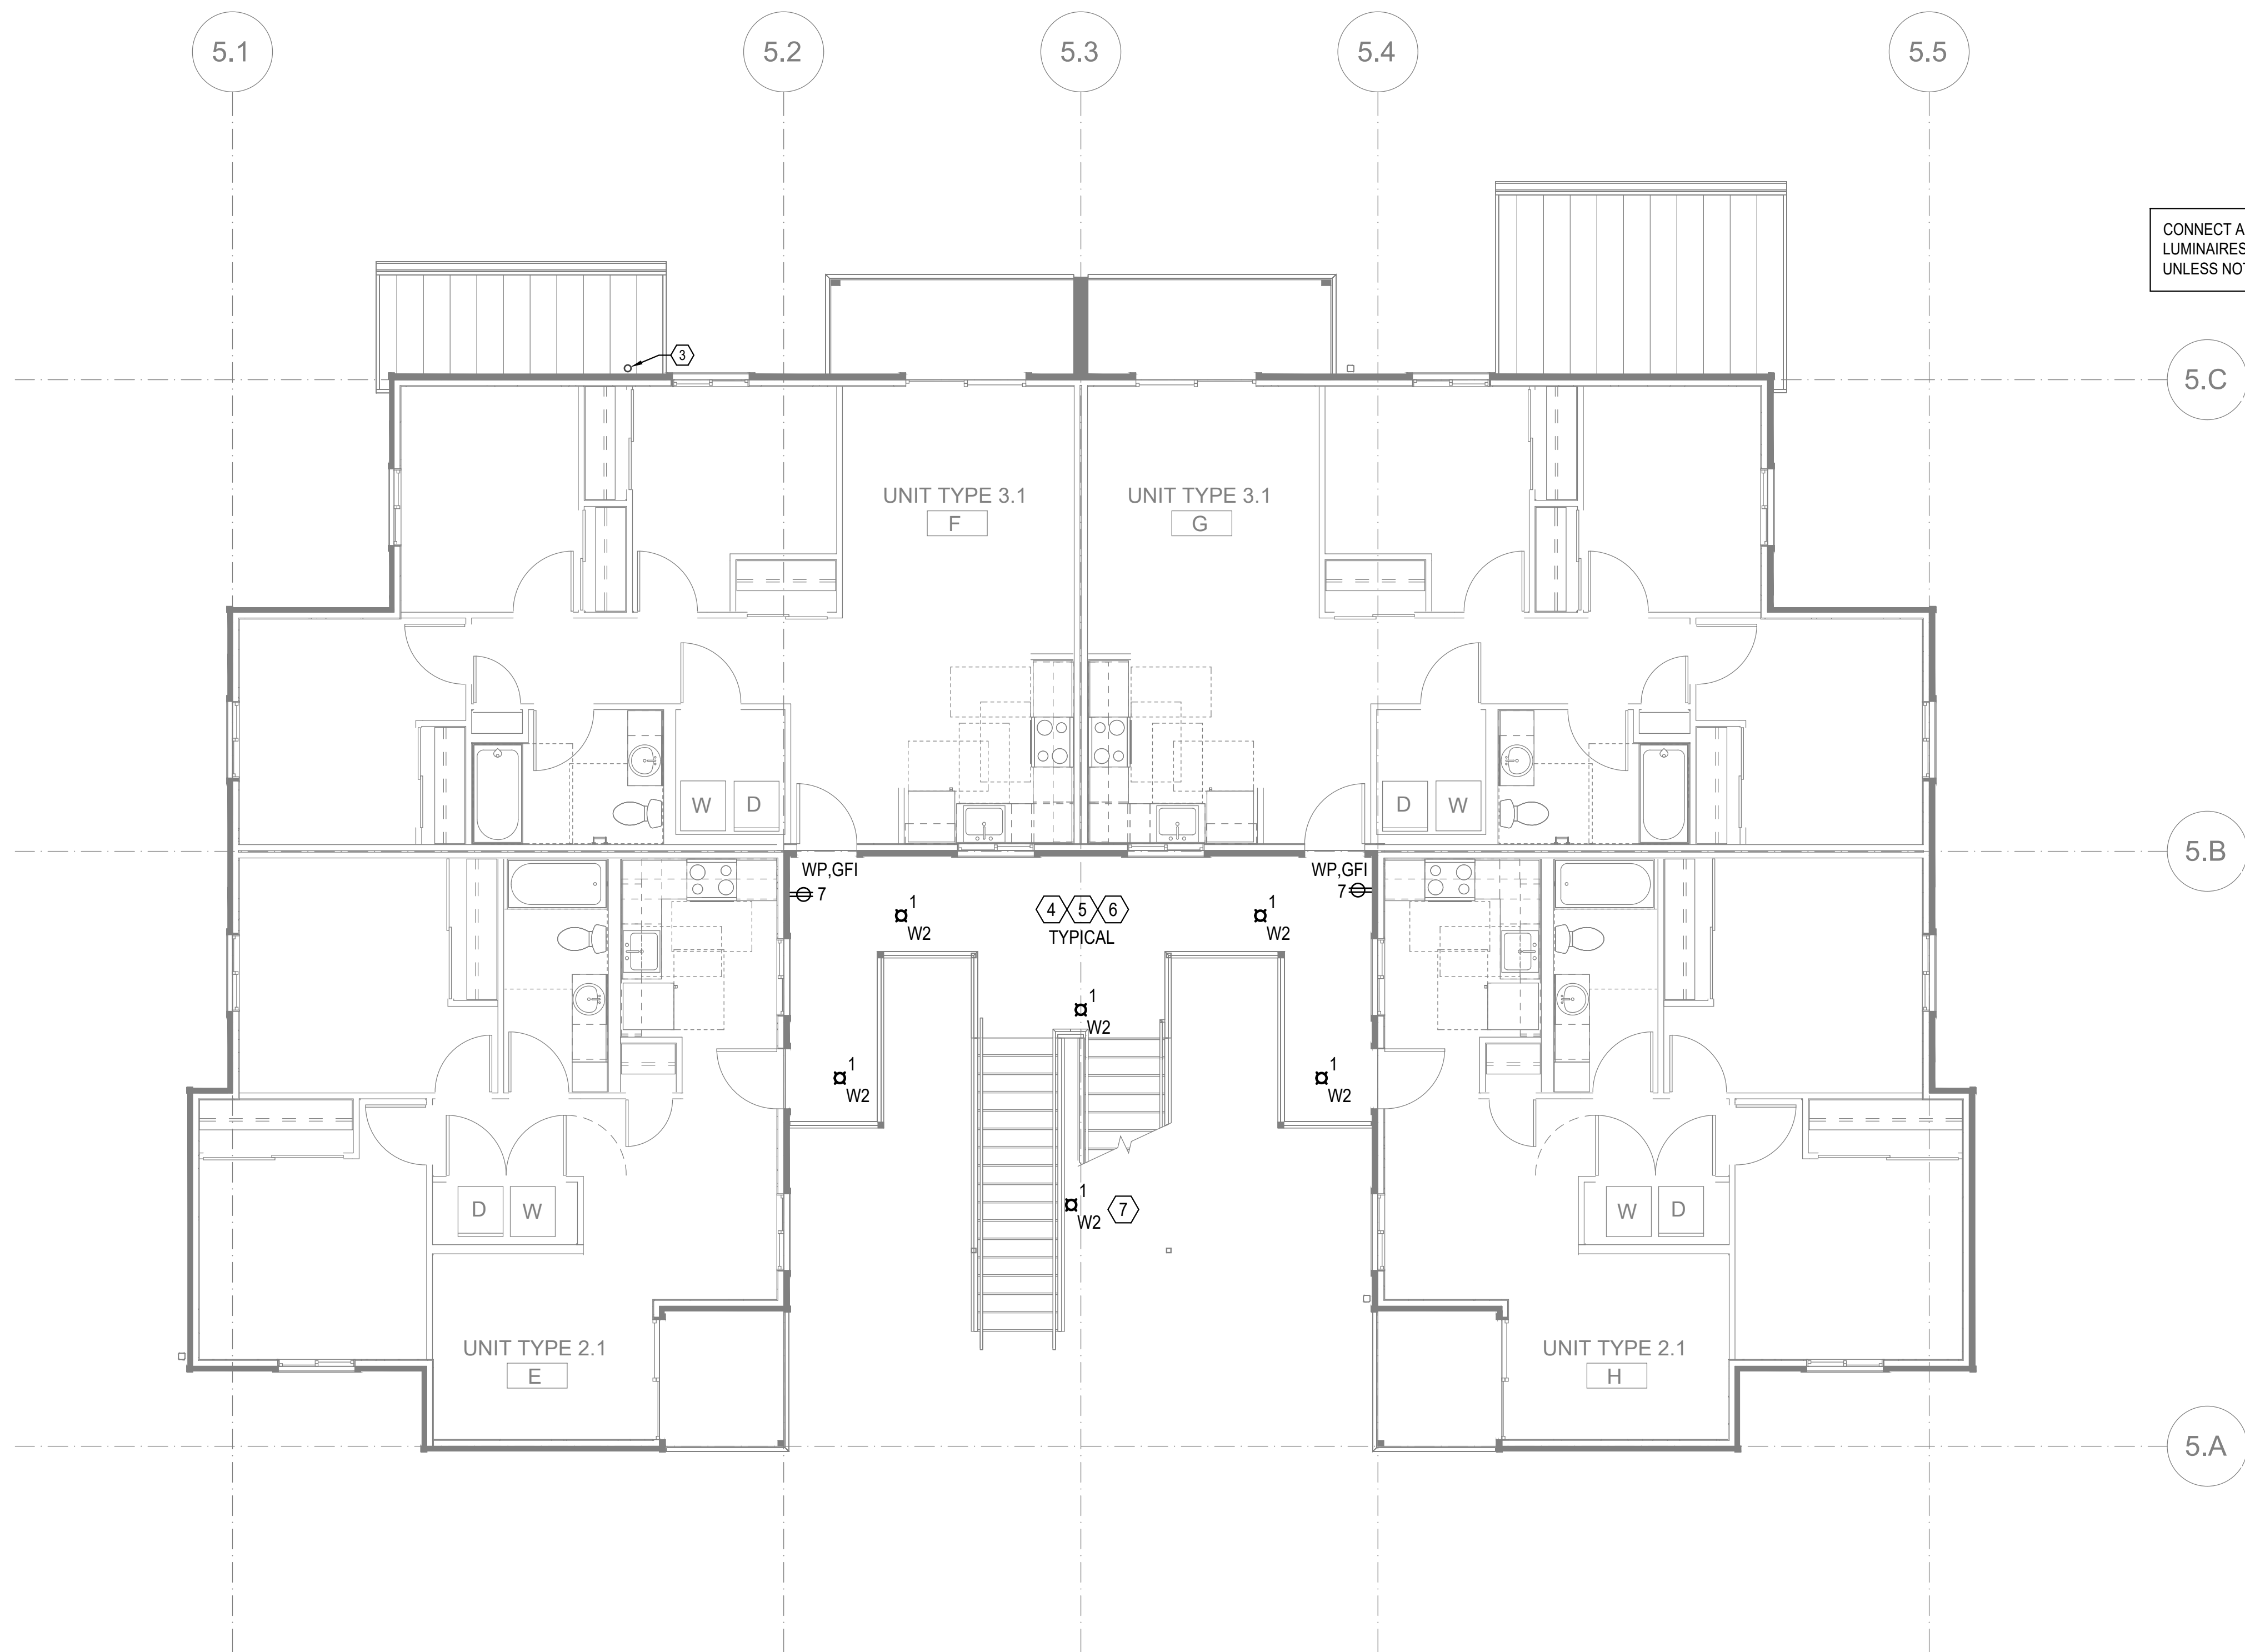 5.1
5.2
5.3
5.4
5.5
CONNECT A
LUMINAIRES
UNLESS NOT
3
5.C
UNIT TYPE 3.1
F
UNIT TYPE 3.1
G
W
D
D
W
5.B
WP,GFI
7
WP,GFI
7
1
W2
4
5
6
TYPICAL
1
W2
1
W2
1
W2
1
W2
D
W
1
W2
7
W
D
UNIT TYPE 2.1
E
UNIT TYPE 2.1
H
5.A